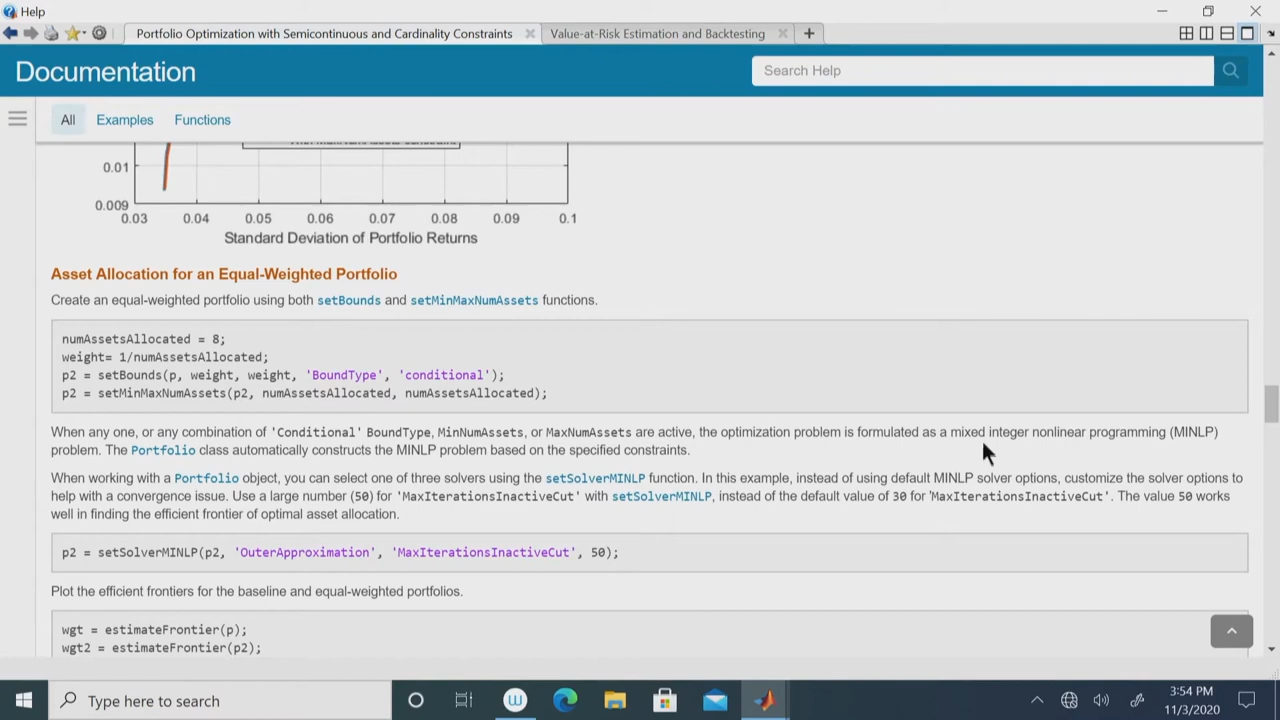 Help
Portfolio Optimization with Semicontinuous and Cardinality Constraints
Value-at-Risk Estimation and Backtesting
Documentation
Search Help
All Examples Functions
0.01
0.009
0.03 0.04 0.05 0.06 0.07 0.08 0.09 0.1
Standard Deviation of Portfolio Returns
Asset Allocation for an Equal-Weighted Portfolio
Create an equal-weighted portfolio using both setBounds and setMinMaxNumAssets functions.
numAssetsAllocated = 8;
weight= 1/numAssetsAllocated;
p2 = setBounds(p, weight, weight, 'BoundType', 'conditional');
p2 = setMinMaxNumAssets(p2, numAssetsAllocated, numAssetsAllocated);
When any one, or any combination of 'Conditional' BoundType, MinNumAssets, or MaxNumAssets are active, the optimization problem is formulated as a mixed integer nonlinear programming (MINLP)
problem. The Portfolio class automatically constructs the MINLP problem based on the specified constraints.
When working with a Portfolio object, you can select one of three solvers using the setSolverMINLP function. In this example, instead of using default MINLP solver options, customize the solver options to
help with a convergence issue. Use a large number (50) for 'MaxIterationsInactiveCut' with setSolverMINLP, instead of the default value of 30 for 'MaxIterationsInactiveCut'. The value 50 works
well in finding the efficient frontier of optimal asset allocation.
p2 = setSolverMINLP(p2, 'OuterApproximation', 'MaxIterationsInactiveCut', 50);
Plot the efficient frontiers for the baseline and equal-weighted portfolios.
wgt = estimateFrontier(p);
wgt2 = estimateFrontier(p2);
Type here to search
3:54 PM
11/3/2020